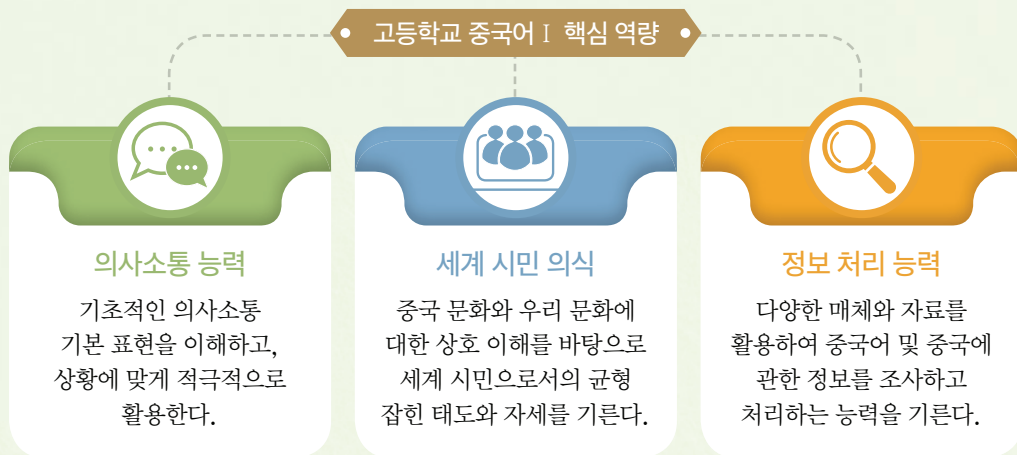 고등학교 중국어 Ⅰ 핵심 역량
의사소통 능력
기초적인 의사소통
기본 표현을 이해하고,
상황에 맞게 적극적으로
활용한다.
세계 시민 의식
중국 문화와 우리 문화에
대한 상호 이해를 바탕으로
세계 시민으로서의 균형
잡힌 태도와 자세를 기른다.
정보 처리 능력
다양한 매체와 자료를
활용하여 중국어 및 중국에
관한 정보를 조사하고
처리하는 능력을 기른다.